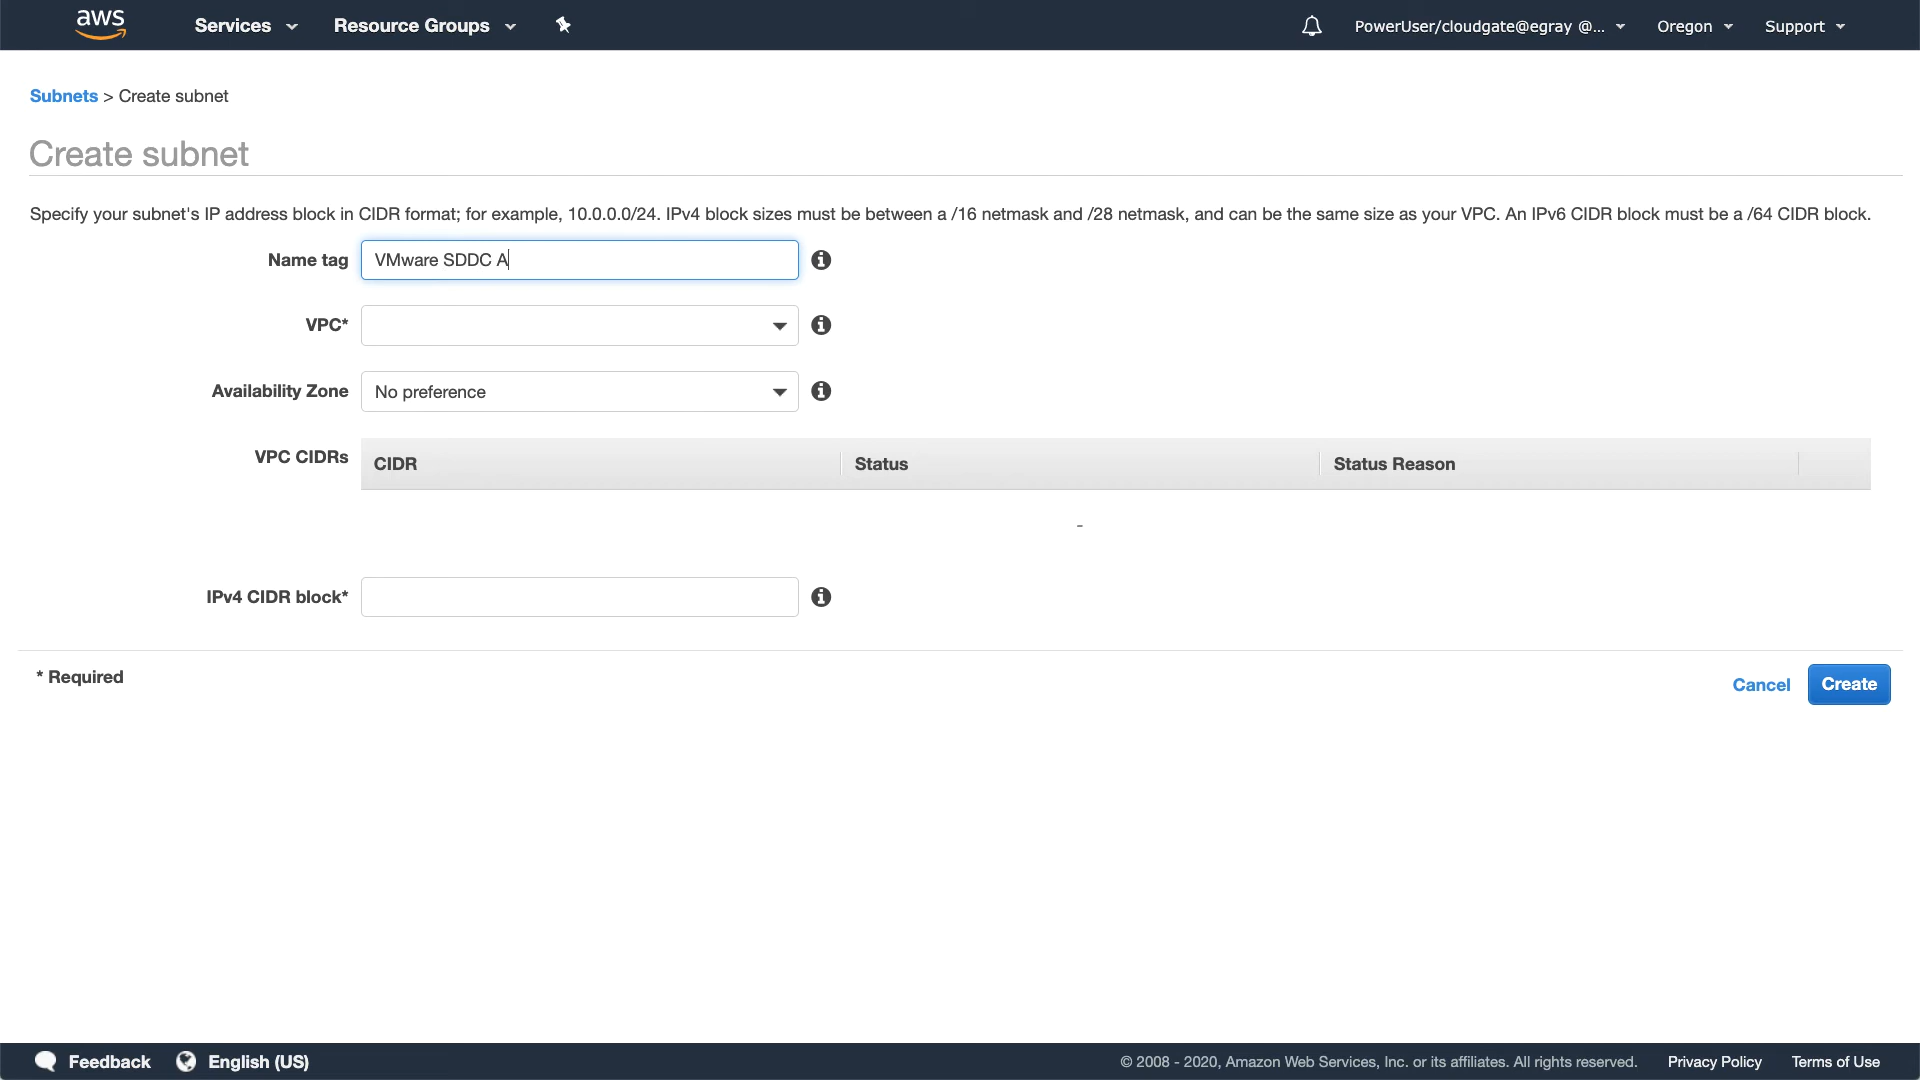 aws Services Resource Groups PowerUser/cloudgate@egray @... Oregon Support
Subnets > Create subnet
Create subnet
Specify your subnet's IP address block in CIDR format; for example, 10.0.0.0/24. IPv4 block sizes must be between a /16 netmask and /28 netmask, and can be the same size as your VPC. An IPv6 CIDR block must be a /64 CIDR block.
Name tag VMware SDDC A
VPC*
Availability Zone No preference
VPC CIDRs CIDR Status Status Reason
-
IPv4 CIDR block*
* Required
Cancel Create
Feedback English (US) © 2008 - 2020, Amazon Web Services, Inc. or its affiliates. All rights reserved. Privacy Policy Terms of Use